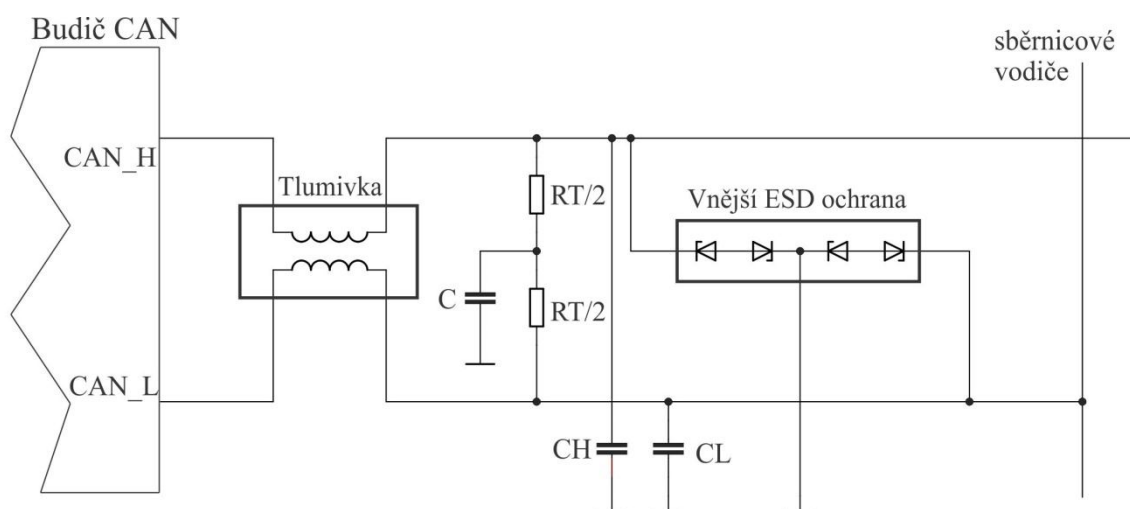 Budič CAN
sběrnicové
vodiče
CAN_H
Tlumivka
RT/2
Vnější ESD ochrana
C
RT/2
CAN_L
CH
CL